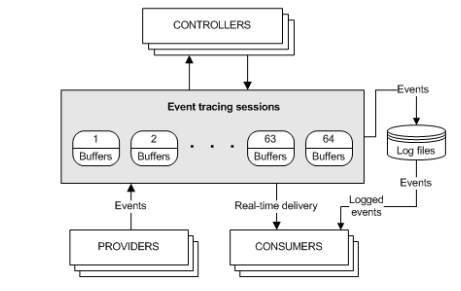 CONTROLLERS
Events
Event tracing sessions
1
2
63
64
Buffers
Buffers
. . .
Buffers
Buffers
Log files
Events
Events
Real-time delivery
Logged
events
PROVIDERS
CONSUMERS